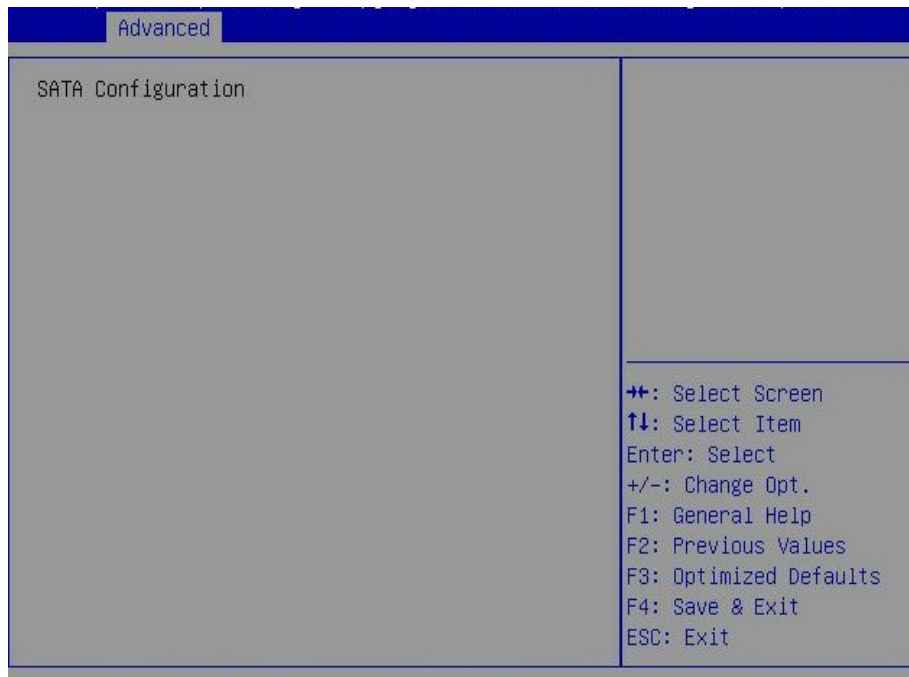 Advanced
SATA Configuration
→←: Select Screen
↑↓: Select Item
Enter: Select
+/-: Change Opt.
F1: General Help
F2: Previous Values
F3: Optimized Defaults
F4: Save & Exit
ESC: Exit